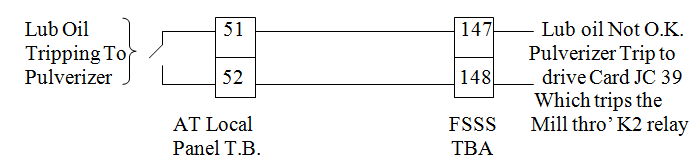 Lub Oil
Tripping To
Pulverizer
51
52
AT Local
Panel T.B.
147
148
FSSS
TBA
Lub oil Not O.K.
Pulverizer Trip to
drive Card JC 39
Which trips the
Mill thro’ K2 relay